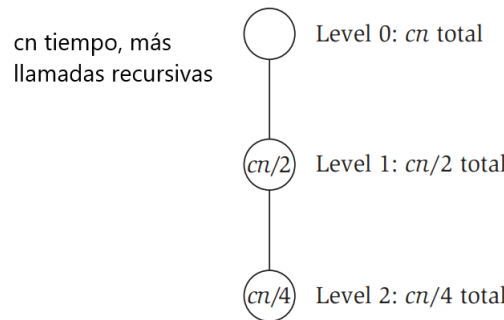 cn tiempo, más
llamadas recursivas
Level 0: cn total
cn/2
Level 1: cn/2 total
cn/4
Level 2: cn/4 total